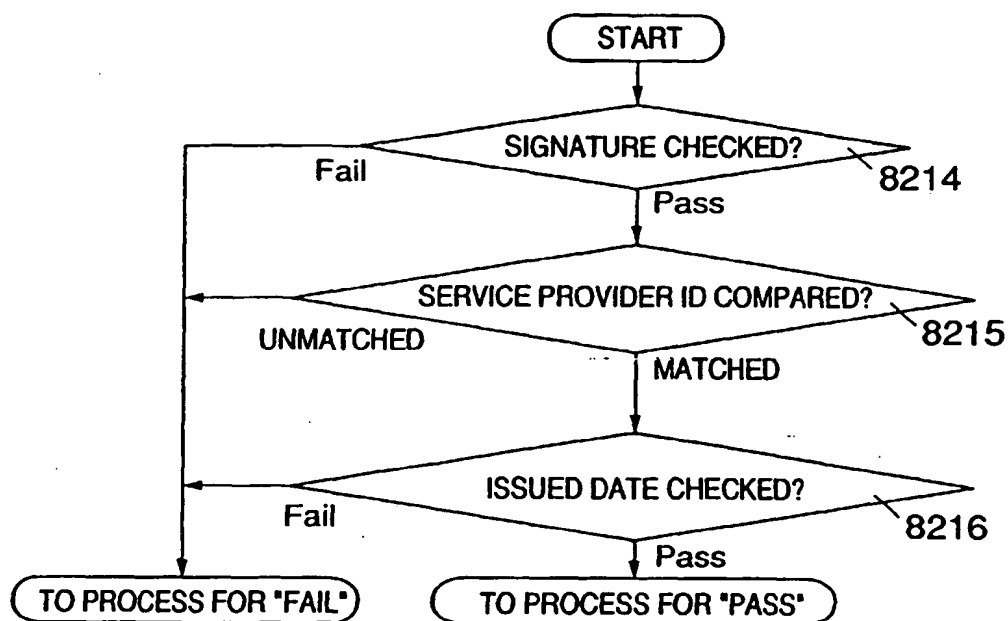 START
SIGNATURE CHECKED?
Fail
8214
Pass
SERVICE PROVIDER ID COMPARED?
8215
UNMATCHED
MATCHED
ISSUED DATE CHECKED?
Fail
8216
Pass
TO PROCESS FOR "FAIL"
TO PROCESS FOR "PASS"